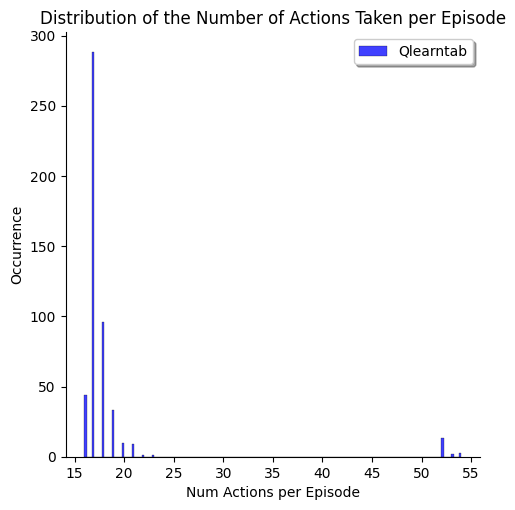 Distribution of the Number of Actions Taken per Episode
Qlearntab
300
250
200
150
100
50
0
Occurrence
15 20 25 30 35 40 45 50 55
Num Actions per Episode